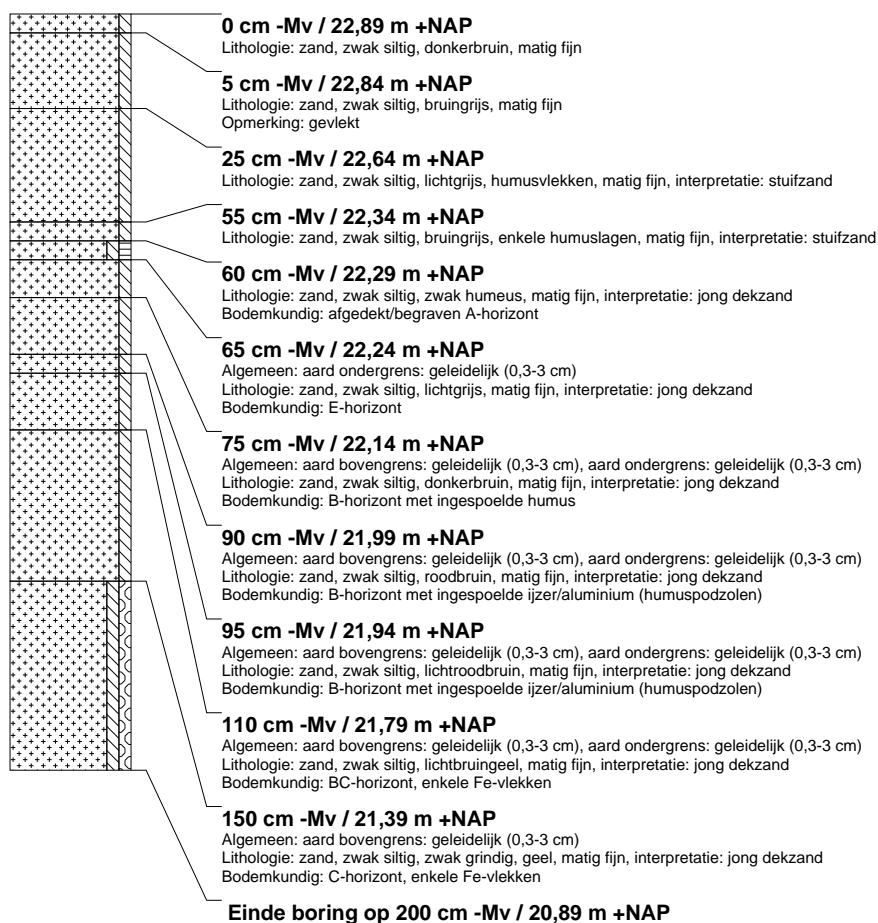 0 cm -Mv / 22,89 m +NAP
Lithologie: zand, zwak siltig, donkerbruin, matig fijn
5 cm -Mv / 22,84 m +NAP
Lithologie: zand, zwak siltig, bruingrijs, matig fijn
Opmerking: gevlekt
25 cm -Mv / 22,64 m +NAP
Lithologie: zand, zwak siltig, lichtgrijs, humusvlekken, matig fijn, interpretatie: stuifzand
55 cm -Mv / 22,34 m +NAP
Lithologie: zand, zwak siltig, bruingrijs, enkele humuslagen, matig fijn, interpretatie: stuifzand
60 cm -Mv / 22,29 m +NAP
Lithologie: zand, zwak siltig, zwak humeus, matig fijn, interpretatie: jong dekzand
Bodemkundig: afgedekt/begraven A-horizont
65 cm -Mv / 22,24 m +NAP
Algemeen: aard ondergrens: geleidelijk (0,3-3 cm)
Lithologie: zand, zwak siltig, lichtgrijs, matig fijn, interpretatie: jong dekzand
Bodemkundig: E-horizont
75 cm -Mv / 22,14 m +NAP
Algemeen: aard bovengrens: geleidelijk (0,3-3 cm), aard ondergrens: geleidelijk (0,3-3 cm)
Lithologie: zand, zwak siltig, donkerbruin, matig fijn, interpretatie: jong dekzand
Bodemkundig: B-horizont met ingespoelde humus
90 cm -Mv / 21,99 m +NAP
Algemeen: aard bovengrens: geleidelijk (0,3-3 cm), aard ondergrens: geleidelijk (0,3-3 cm)
Lithologie: zand, zwak siltig, roodbruin, matig fijn, interpretatie: jong dekzand
Bodemkundig: B-horizont met ingespoelde ijzer/aluminium (humuspodzolen)
95 cm -Mv / 21,94 m +NAP
Algemeen: aard bovengrens: geleidelijk (0,3-3 cm), aard ondergrens: geleidelijk (0,3-3 cm)
Lithologie: zand, zwak siltig, lichtroodbruin, matig fijn, interpretatie: jong dekzand
Bodemkundig: B-horizont met ingespoelde ijzer/aluminium (humuspodzolen)
110 cm -Mv / 21,79 m +NAP
Algemeen: aard bovengrens: geleidelijk (0,3-3 cm), aard ondergrens: geleidelijk (0,3-3 cm)
Lithologie: zand, zwak siltig, lichtbruingeel, matig fijn, interpretatie: jong dekzand
Bodemkundig: BC-horizont, enkele Fe-vlekken
150 cm -Mv / 21,39 m +NAP
Algemeen: aard bovengrens: geleidelijk (0,3-3 cm)
Lithologie: zand, zwak siltig, zwak grindig, geel, matig fijn, interpretatie: jong dekzand
Bodemkundig: C-horizont, enkele Fe-vlekken
Einde boring op 200 cm -Mv / 20,89 m +NAP